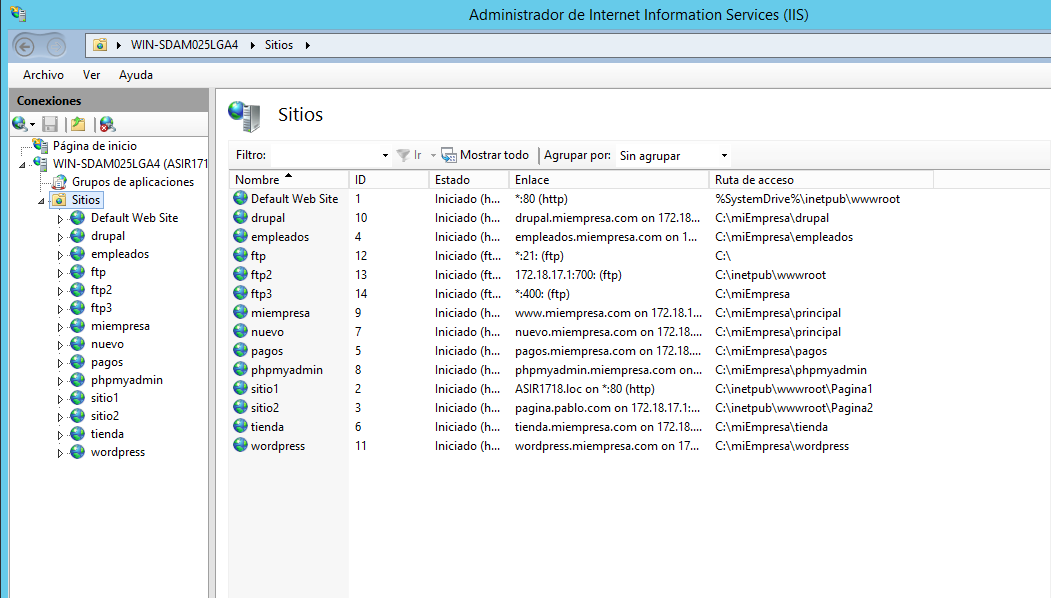 Administrador de Internet Information Services (IIS)
WIN-SDAM025LGA4 Sitios
Archivo Ver Ayuda
Conexiones
Página de inicio
WIN-SDAM025LGA4 (ASIR171
Grupos de aplicaciones
Sitios
Default Web Site
drupal
empleados
ftp
ftp2
ftp3
miempresa
nuevo
pagos
phpmyadmin
sitio1
sitio2
tienda
wordpress
Sitios
Filtro: Ir Mostrar todo Agrupar por: Sin agrupar
Nombre ID Estado Enlace Ruta de acceso
Default Web Site 1 Iniciado (h... *:80 (http) %SystemDrive%\inetpub\wwwroot
drupal 10 Iniciado (h... drupal.miempresa.com on 172.18.... C:\miEmpresa\drupal
empleados 4 Iniciado (h... empleados.miempresa.com on 1... C:\miEmpresa\empleados
ftp 12 Iniciado (ft... *:21: (ftp) C:\
ftp2 13 Iniciado (ft... 172.18.17.1:700: (ftp) C:\inetpub\wwwroot
ftp3 14 Iniciado (ft... *:400: (ftp) C:\miEmpresa
miempresa 9 Iniciado (h... www.miempresa.com on 172.18.1... C:\miEmpresa\principal
nuevo 7 Iniciado (h... nuevo.miempresa.com on 172.18.... C:\miEmpresa\principal
pagos 5 Iniciado (h... pagos.miempresa.com on 172.18.... C:\miEmpresa\pagos
phpmyadmin 8 Iniciado (h... phpmyadmin.miempresa.com on... C:\miEmpresa\phpmyadmin
sitio1 2 Iniciado (h... ASIR1718.loc on *:80 (http) C:\inetpub\wwwroot\Pagina1
sitio2 3 Iniciado (h... pagina.pablo.com on 172.18.17.1:... C:\inetpub\wwwroot\Pagina2
tienda 6 Iniciado (h... tienda.miempresa.com on 172.18.... C:\miEmpresa\tienda
wordpress 11 Iniciado (h... wordpress.miempresa.com on 17... C:\miEmpresa\wordpress